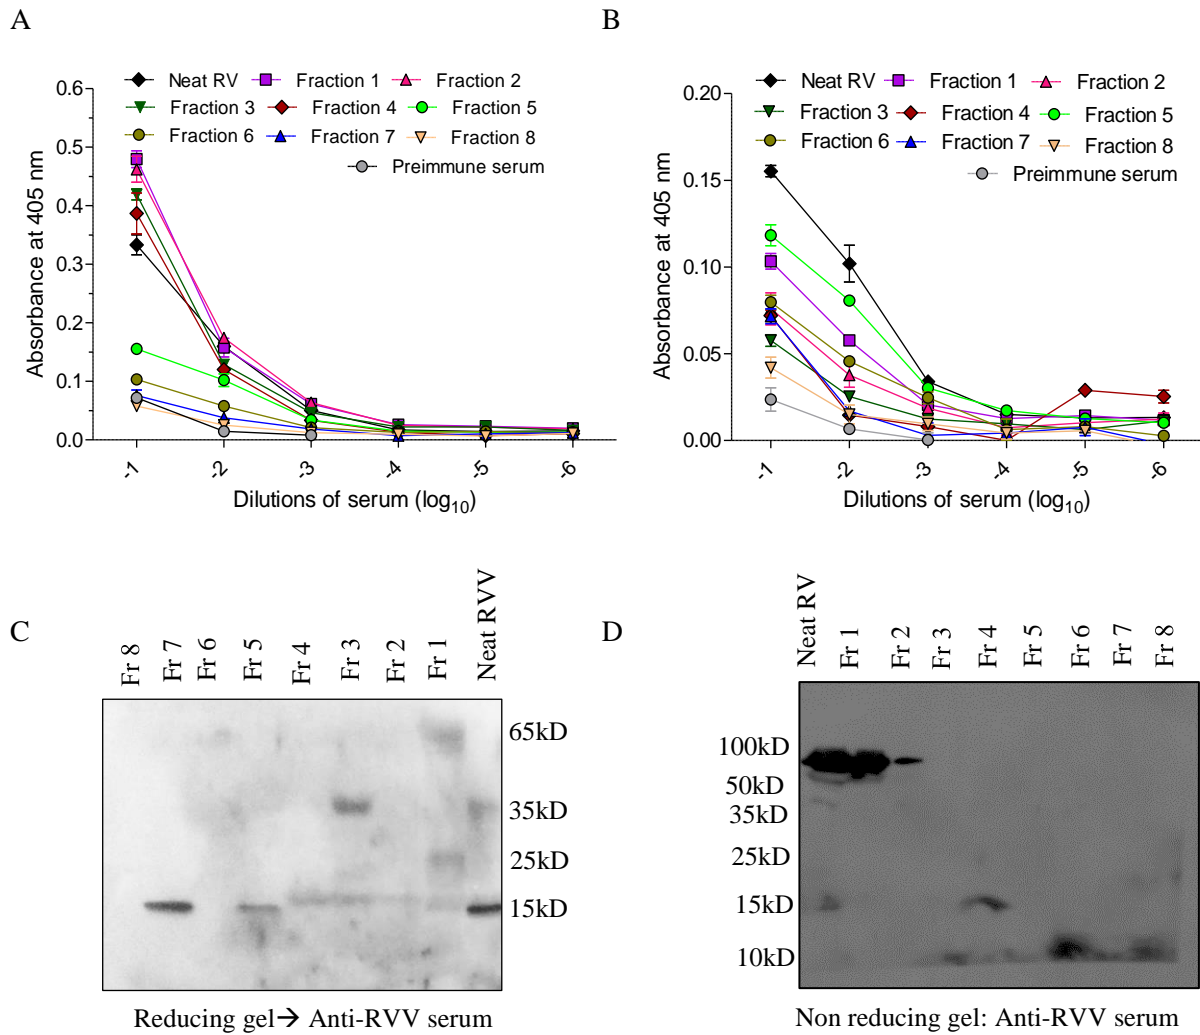 A
Neat RV Fraction 1 Fraction 2
Fraction 3 Fraction 4 Fraction 5
Fraction 6 Fraction 7 Fraction 8
Preimmune serum
Absorbance at 405 nm
0.6
0.5
0.4
0.3
0.2
0.1
0.0
-1 -2 -3 -4 -5 -6
Dilutions of serum (log10)
B
Neat RV Fraction 1 Fraction 2
Fraction 3 Fraction 4 Fraction 5
Fraction 6 Fraction 7 Fraction 8
Preimmune serum
Absorbance at 405 nm
0.20
0.15
0.10
0.05
0.00
-1 -2 -3 -4 -5 -6
Dilutions of serum (log10)
C
Fr 8 Fr 7 Fr 6 Fr 5 Fr 4 Fr 3 Fr 2 Fr 1 Neat RVV
65kD
35kD
25kD
15kD
Reducing gel→ Anti-RVV serum
D
Neat RV Fr 1 Fr 2 Fr 3 Fr 4 Fr 5 Fr 6 Fr 7 Fr 8
100kD
50kD
35kD
25kD
15kD
10kD
Non reducing gel: Anti-RVV serum